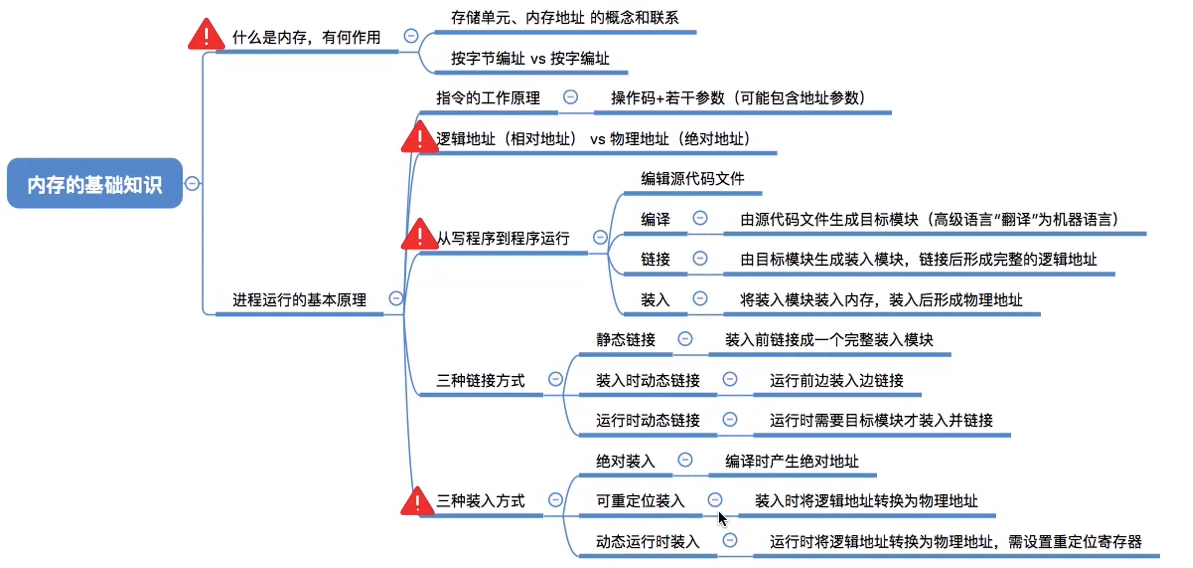 内存的基础知识
什么是内存，有何作用
存储单元、内存地址 的概念和联系
按字节编址 vs 按字编址
进程运行的基本原理
指令的工作原理
操作码+若干参数（可能包含地址参数）
逻辑地址（相对地址） vs 物理地址（绝对地址）
从写程序到程序运行
编辑源代码文件
编译
由源代码文件生成目标模块（高级语言“翻译”为机器语言）
链接
由目标模块生成装入模块，链接后形成完整的逻辑地址
装入
将装入模块装入内存，装入后形成物理地址
三种链接方式
静态链接
装入前链接成一个完整装入模块
装入时动态链接
运行前边装入边链接
运行时动态链接
运行时需要目标模块才装入并链接
三种装入方式
绝对装入
编译时产生绝对地址
可重定位装入
装入时将逻辑地址转换为物理地址
动态运行时装入
运行时将逻辑地址转换为物理地址，需设置重定位寄存器